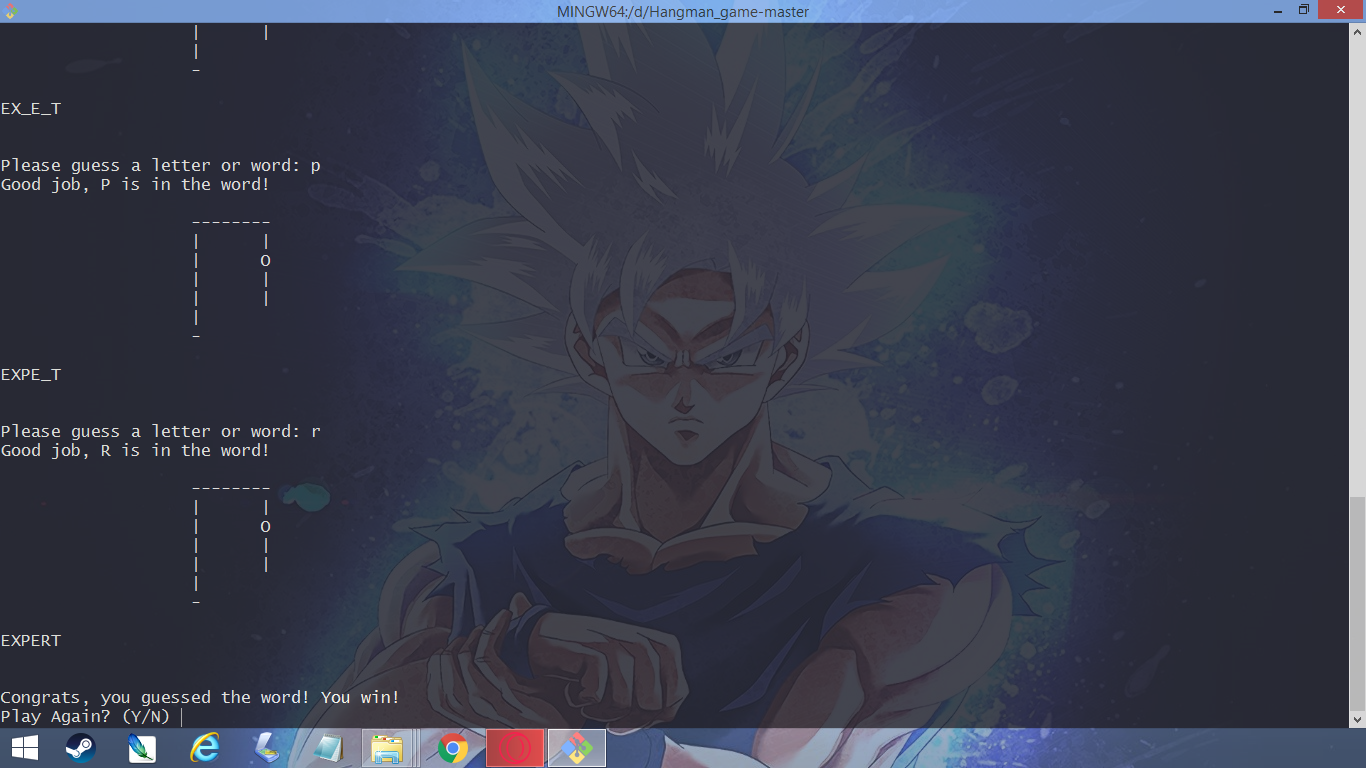 MINGW64:/d/Hangman_game-master
| |
|
-
EX_E_T
Please guess a letter or word: p
Good job, P is in the word!
--------
| |
| O
| |
| |
|
-
EXPE_T
Please guess a letter or word: r
Good job, R is in the word!
--------
| |
| O
| |
| |
|
-
EXPERT
Congrats, you guessed the word! You win!
Play Again? (Y/N)